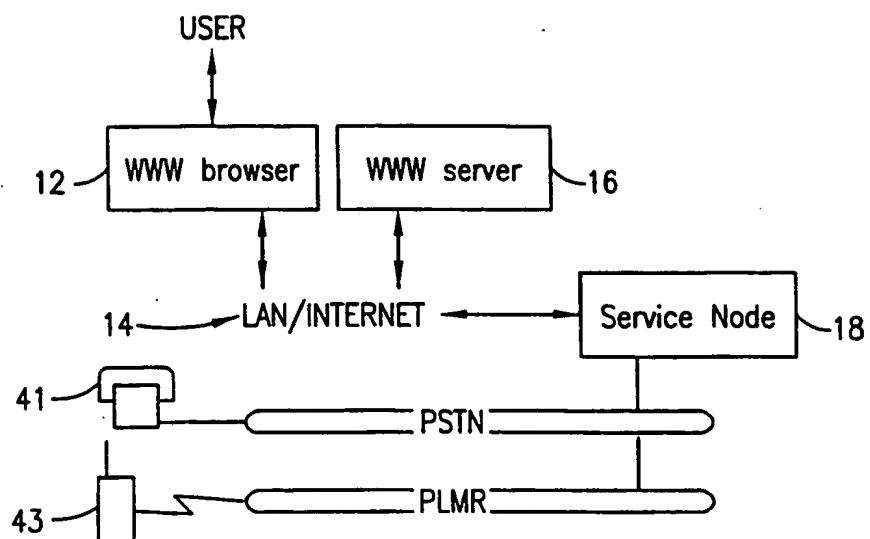 USER
12 WWW browser WWW server 16
14 LAN/INTERNET Service Node 18
41
PSTN
43 PLMR